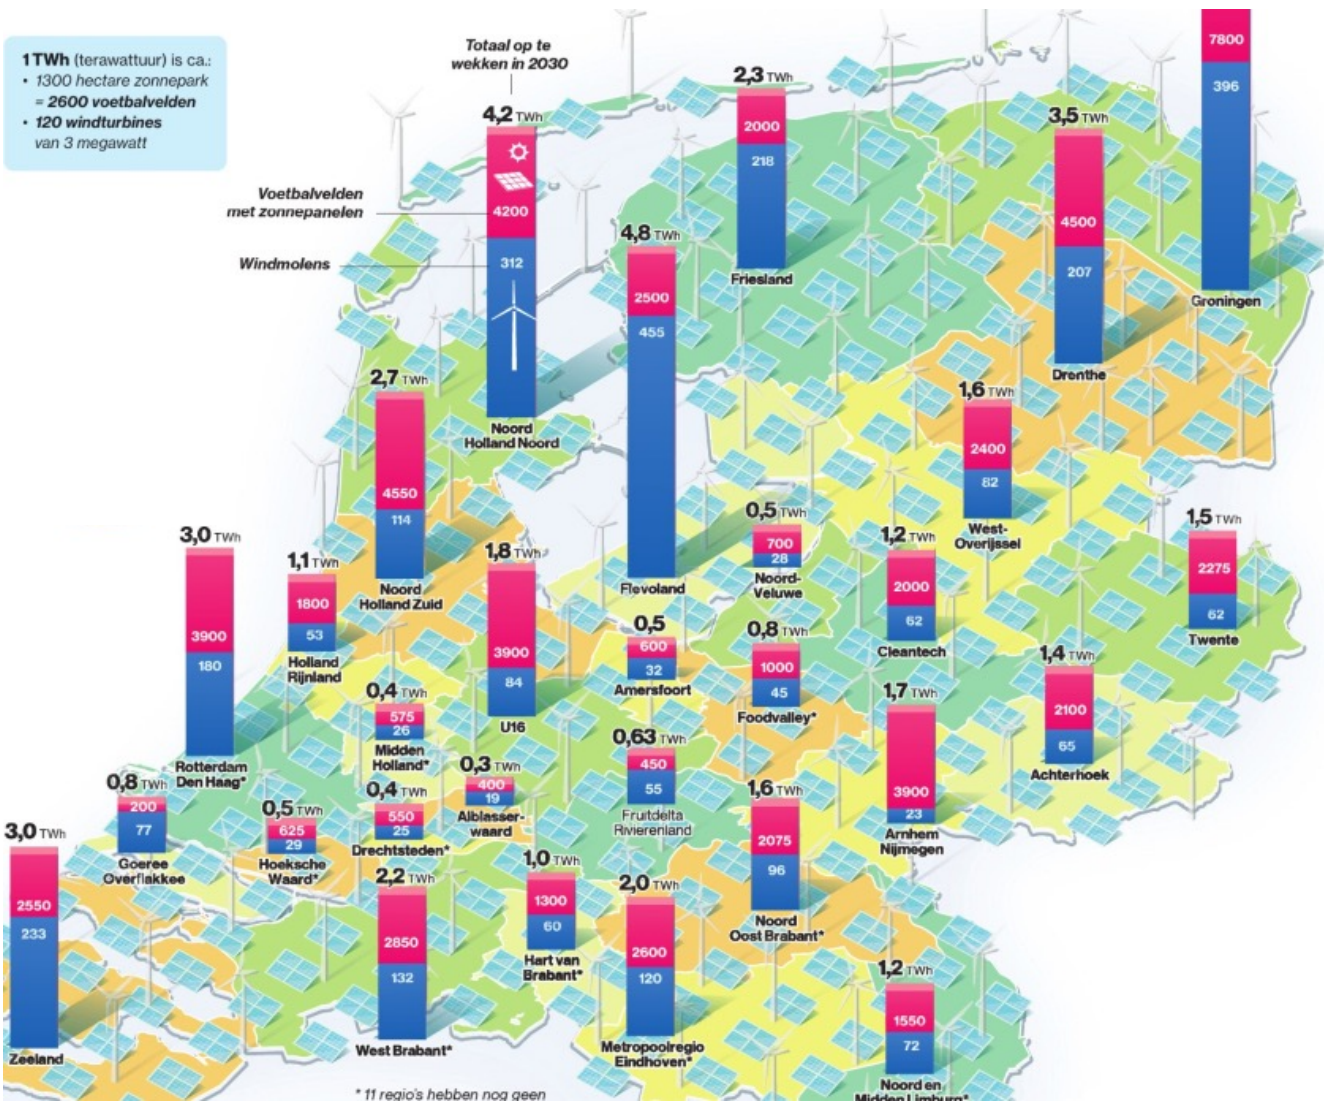 1 TWh (terawattuur) is ca.:
• 1300 hectare zonnepark
= 2600 voetbalvelden
• 120 windturbines
van 3 megawatt
Totaal op te
wekken in 2030
4,2 TWh
Voetbalvelden
met zonnepanelen
4200
Windmolens
312
Noord
Holland Noord
2,3 TWh
2000
218
Friesland
7800
396
Groningen
3,5 TWh
4500
207
Drenthe
4,8 TWh
2500
455
Flevoland
2,7 TWh
4550
114
Noord
Holland Zuid
1,6 TWh
2400
82
West-
Overijssel
3,0 TWh
3900
180
Rotterdam
Den Haag*
1,1 TWh
1800
53
Holland
Rijnland
1,8 TWh
3900
84
U16
0,5 TWh
700
28
Noord-
Veluwe
1,2 TWh
2000
62
Cleantech
1,5 TWh
2275
62
Twente
0,5
600
32
Amersfoort
0,8 TWh
1000
45
Foodvalley*
1,4 TWh
2100
65
Achterhoek
0,4 TWh
575
26
Midden
Holland*
1,7 TWh
3900
23
Arnhem
Nijmegen
0,63 TWh
450
55
Fruitdelta
Rivierenland
0,3 TWh
400
19
Alblasser-
waard
0,8 TWh
200
77
Goeree
Overflakkee
0,5 TWh
625
29
Hoeksche
Waard*
0,4 TWh
550
25
Drechtsteden*
1,6 TWh
2075
96
Noord
Oost Brabant*
3,0 TWh
2550
233
Zeeland
2,2 TWh
2850
132
West Brabant*
1,0 TWh
1300
60
Hart van
Brabant*
2,0 TWh
2600
120
Metropoolregio
Eindhoven*
1,2 TWh
1550
72
Noord en
Midden Limburg*
* 11 regio's hebben nog geen